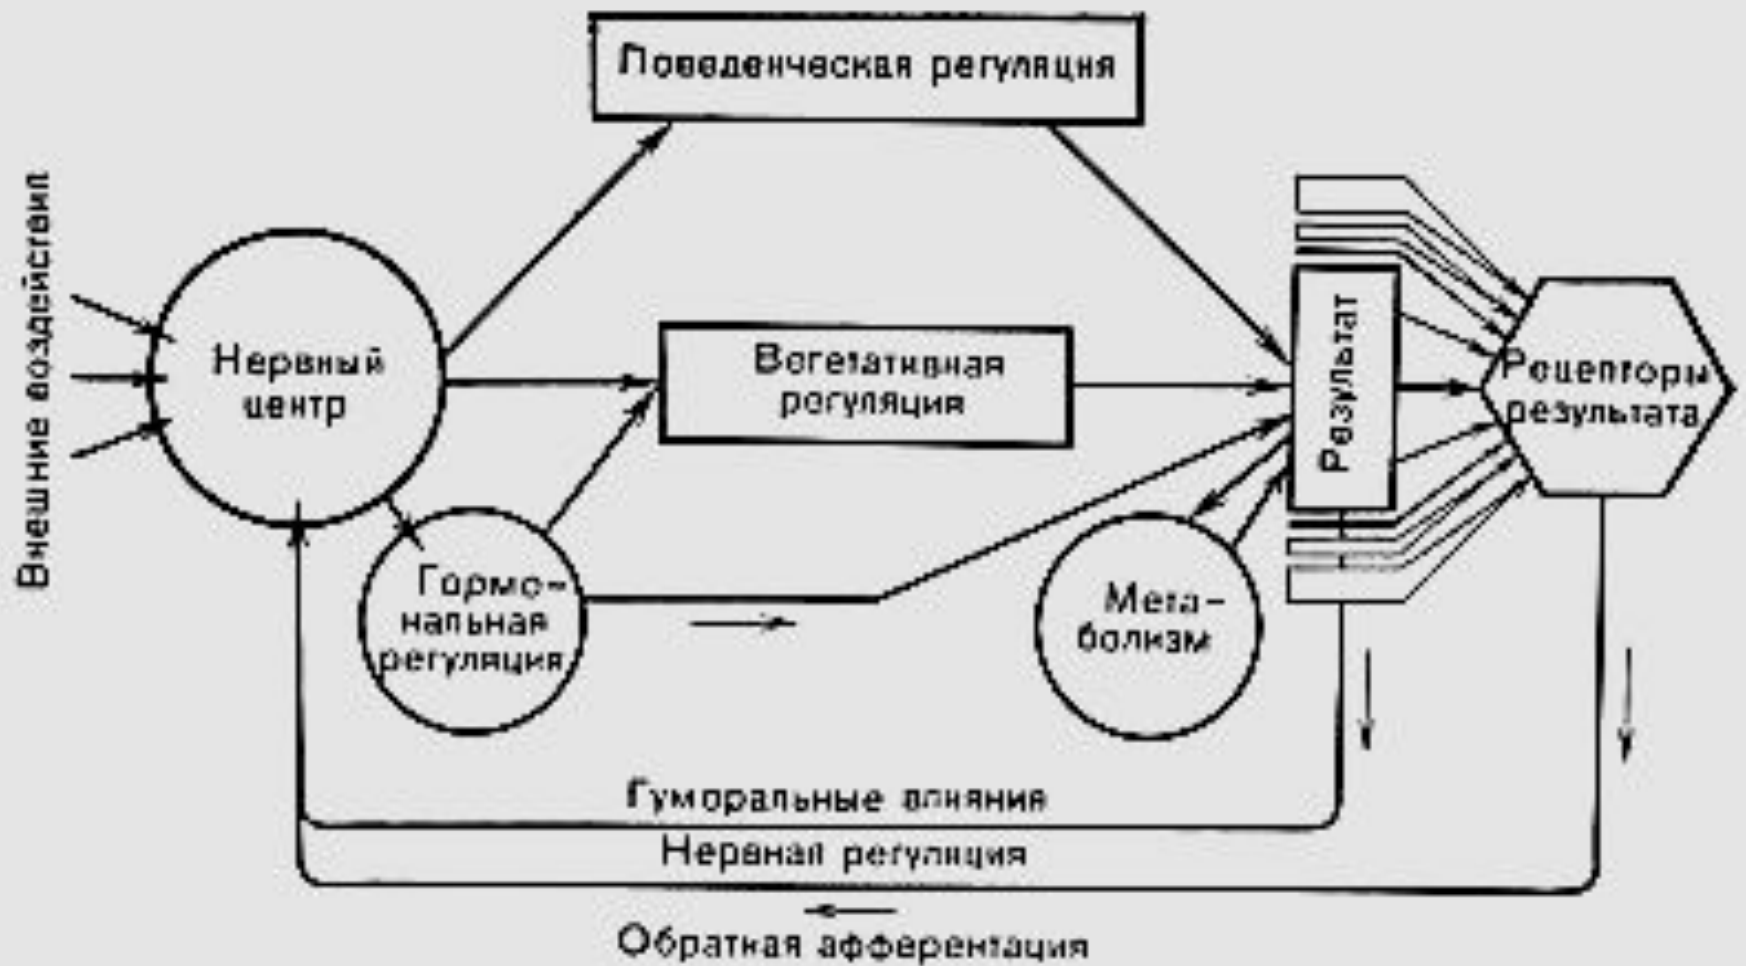 Поведенческая регуляция
Внешние воздействия
Нервный
центр
Вегетативная
регуляция
Результат
Рецепторы
результата
Гормо-
нальная
регуляция
Мета-
болизм
Гуморальные влияния
Нервная регуляция
Обратная афферентация